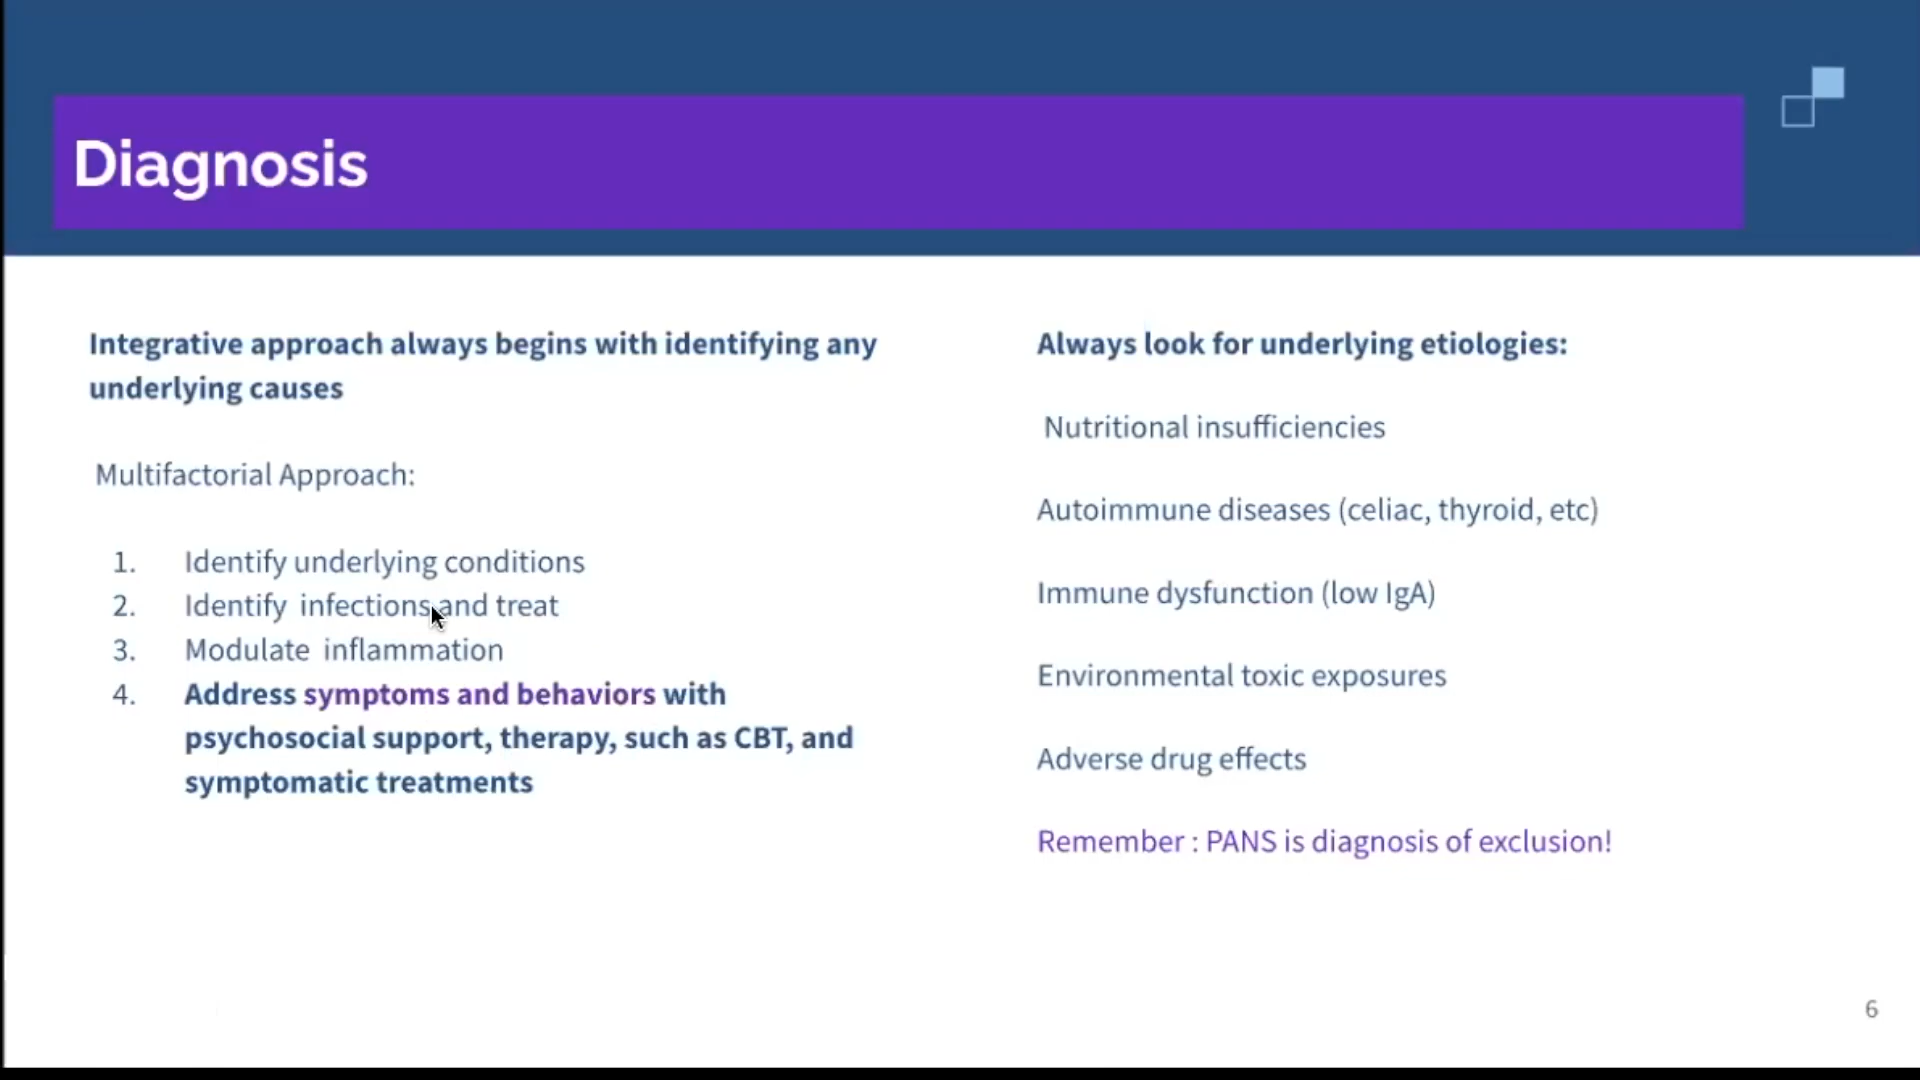 Diagnosis
Integrative approach always begins with identifying any
underlying causes
Multifactorial Approach:
1. Identify underlying conditions
2. Identify infections and treat
3. Modulate inflammation
4. Address symptoms and behaviors with
psychosocial support, therapy, such as CBT, and
symptomatic treatments
Always look for underlying etiologies:
Nutritional insufficiencies
Autoimmune diseases (celiac, thyroid, etc)
Immune dysfunction (low IgA)
Environmental toxic exposures
Adverse drug effects
Remember : PANS is diagnosis of exclusion!
6